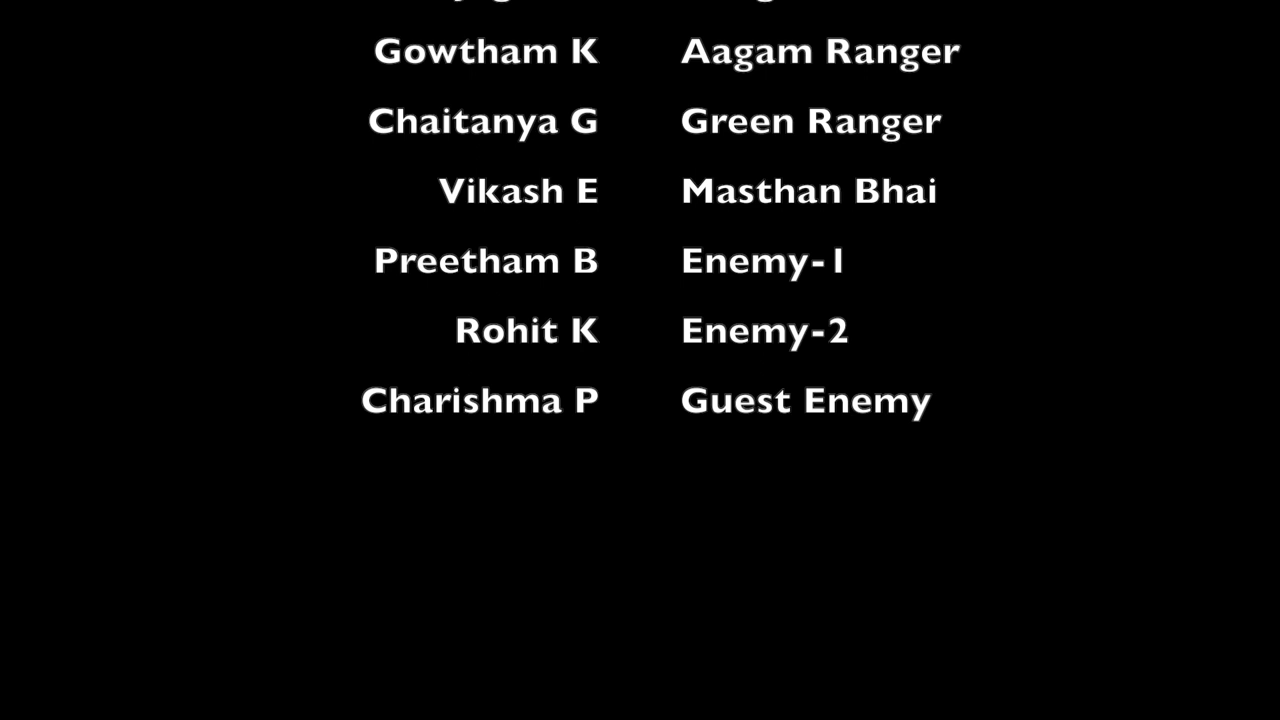 Gowtham K Aagam Ranger
Chaitanya G Green Ranger
Vikash E Masthan Bhai
Preetham B Enemy-1
Rohit K Enemy-2
Charishma P Guest Enemy